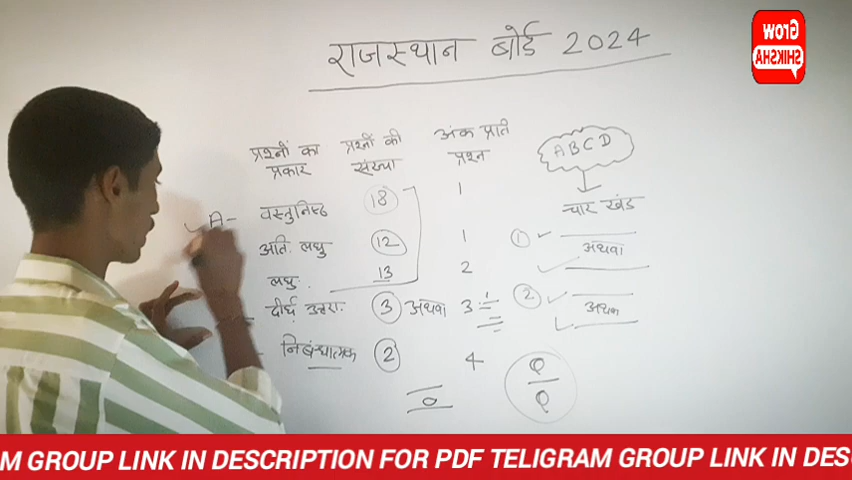 राजस्थान बोर्ड 2024
Grow
SHIKSHA
प्रश्नों का प्रकार
प्रश्नों की संख्या
अंक प्रति प्रश्न
A B C D
चार खंड
A- वस्तुनिष्ठ 18 1
अति. लघु 12 1
लघु. 13 2
दीर्घ उत्तरा. 3 अथवा 3
निबंधात्मक 2 4
1
अथवा
2
अथवा
M GROUP LINK IN DESCRIPTION FOR PDF TELIGRAM GROUP LINK IN DES